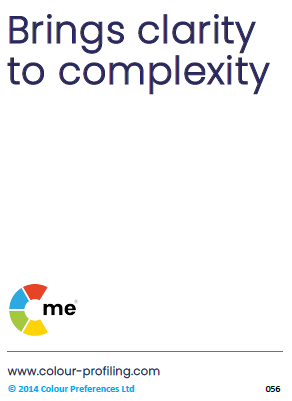 Brings clarity
to complexity
me®
www.colour-profiling.com
© 2014 Colour Preferences Ltd 056